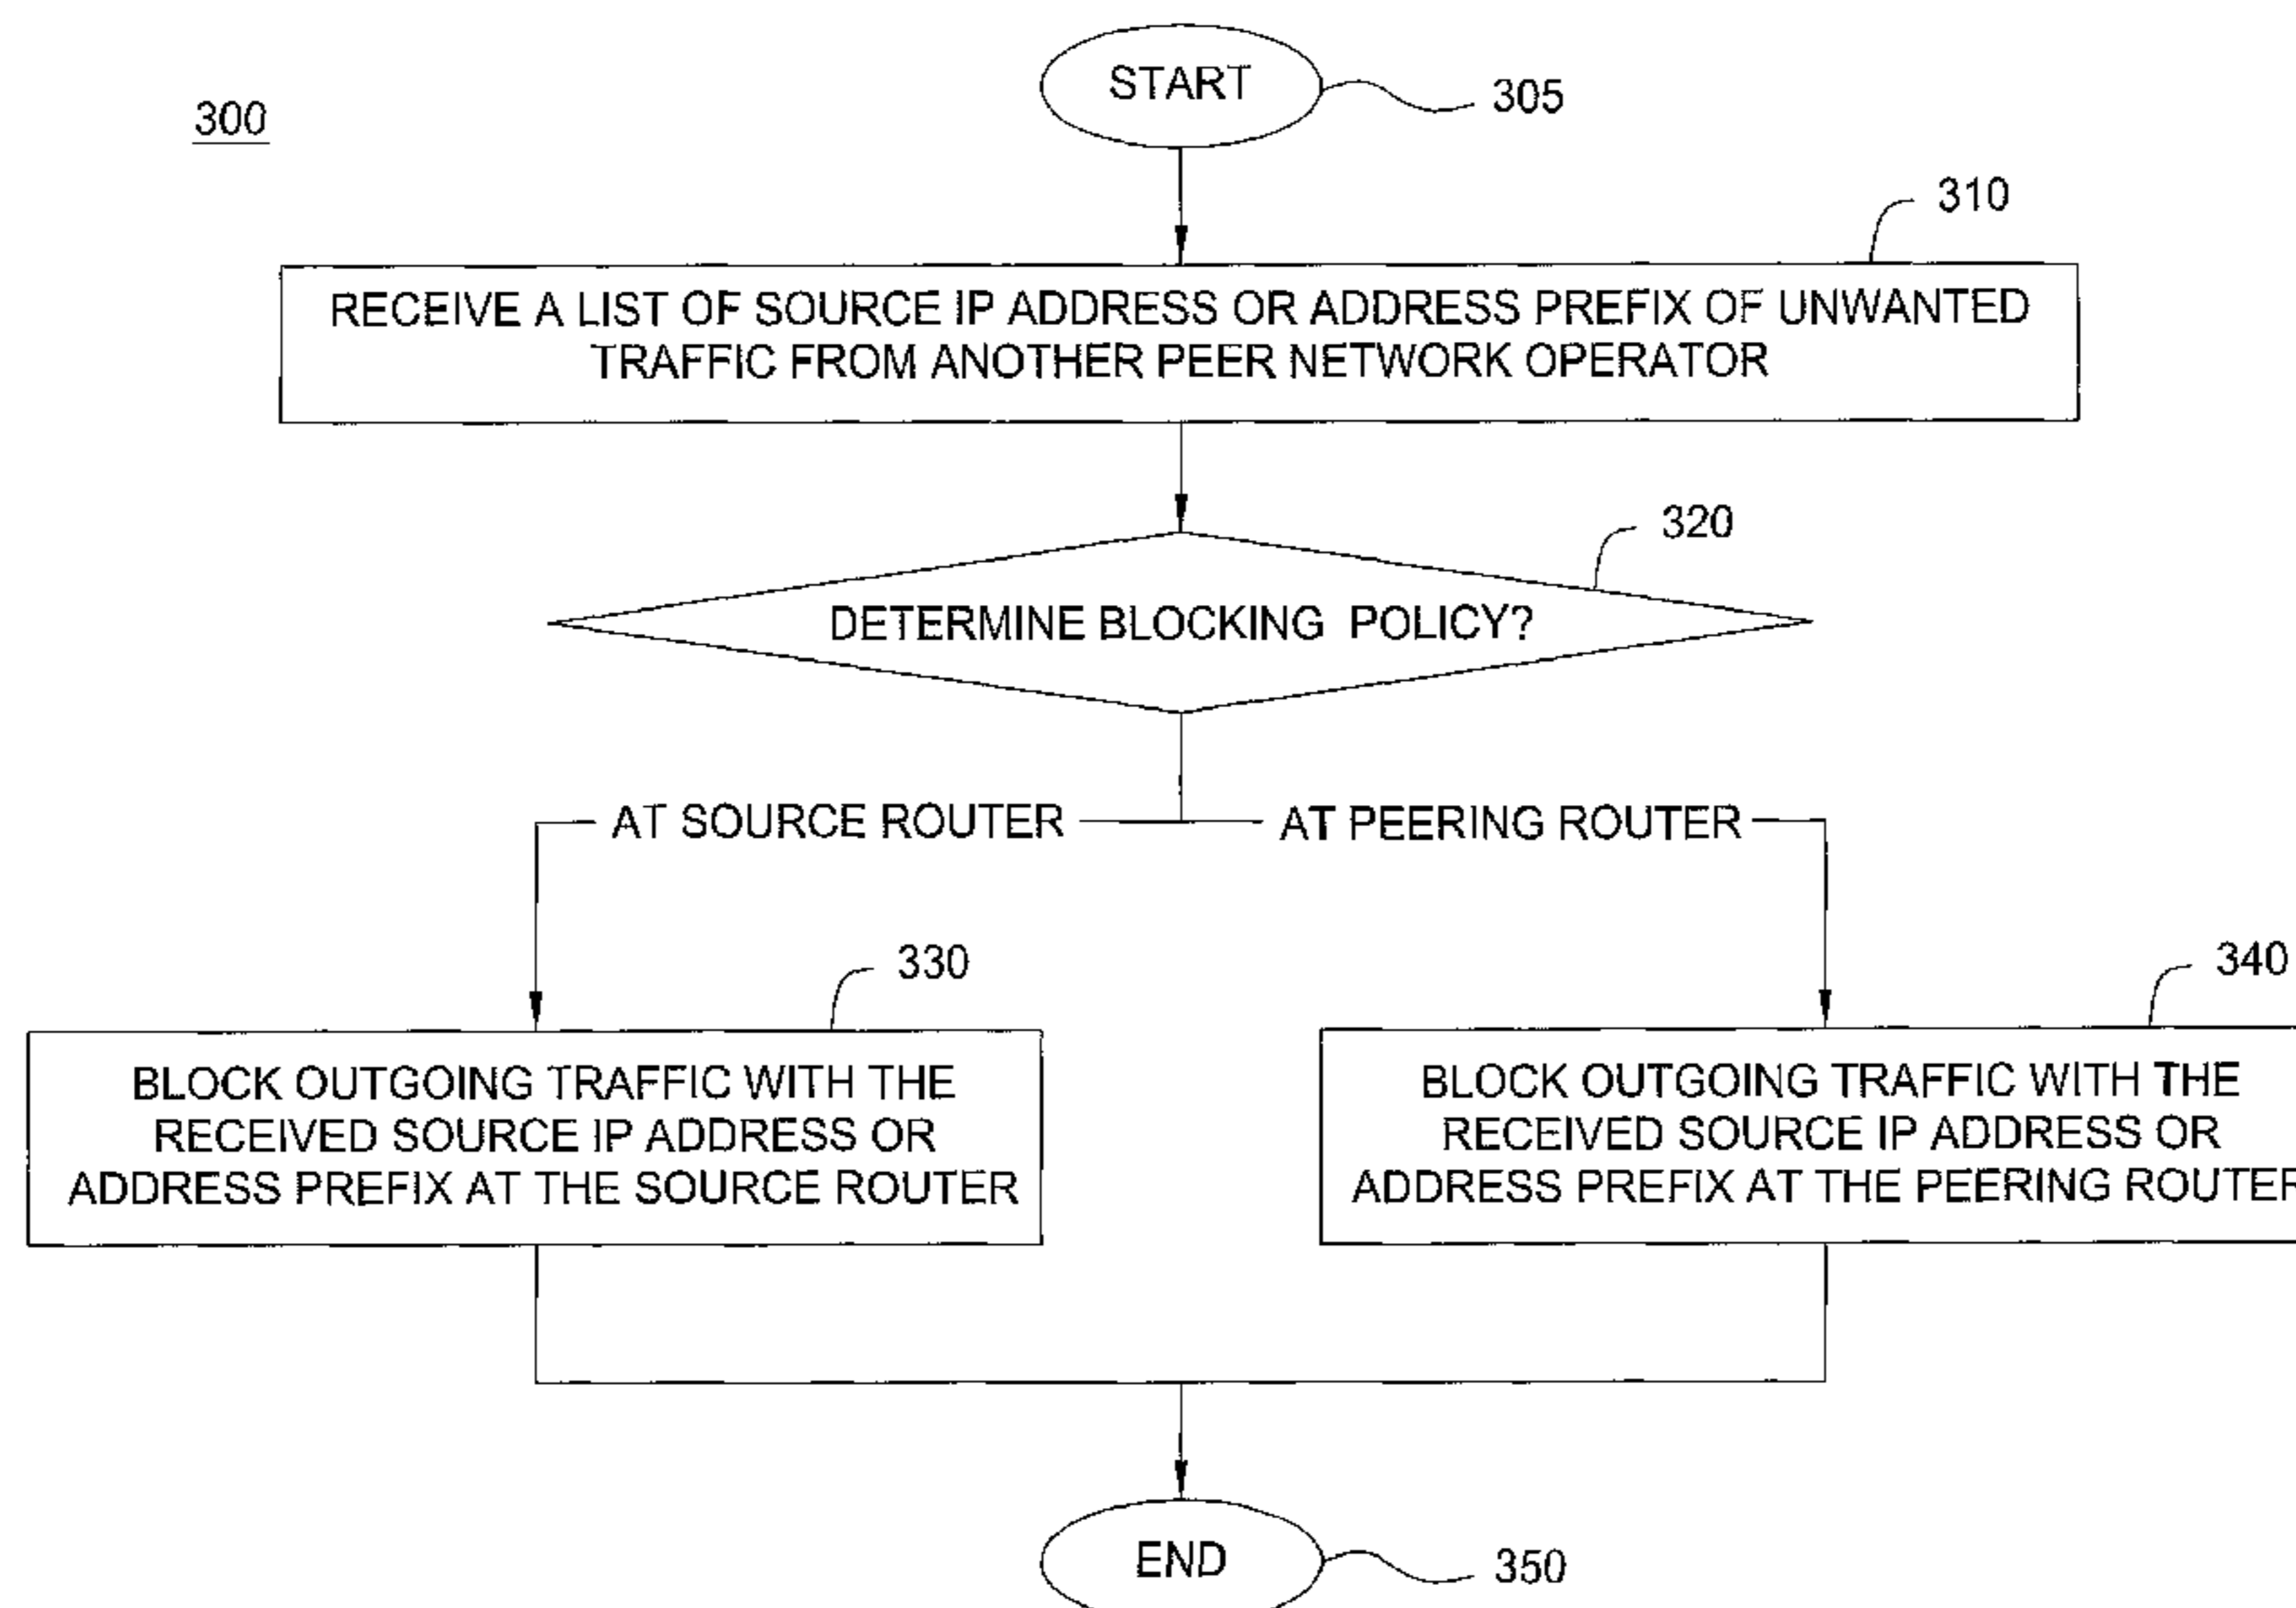 START
305
300
310
RECEIVE A LIST OF SOURCE IP ADDRESS OR ADDRESS PREFIX OF UNWANTED
TRAFFIC FROM ANOTHER PEER NETWORK OPERATOR
320
DETERMINE BLOCKING POLICY?
AT SOURCE ROUTER
AT PEERING ROUTER
330
340
BLOCK OUTGOING TRAFFIC WITH THE
RECEIVED SOURCE IP ADDRESS OR
ADDRESS PREFIX AT THE SOURCE ROUTER
BLOCK OUTGOING TRAFFIC WITH THE
RECEIVED SOURCE IP ADDRESS OR
ADDRESS PREFIX AT THE PEERING ROUTER
END
350